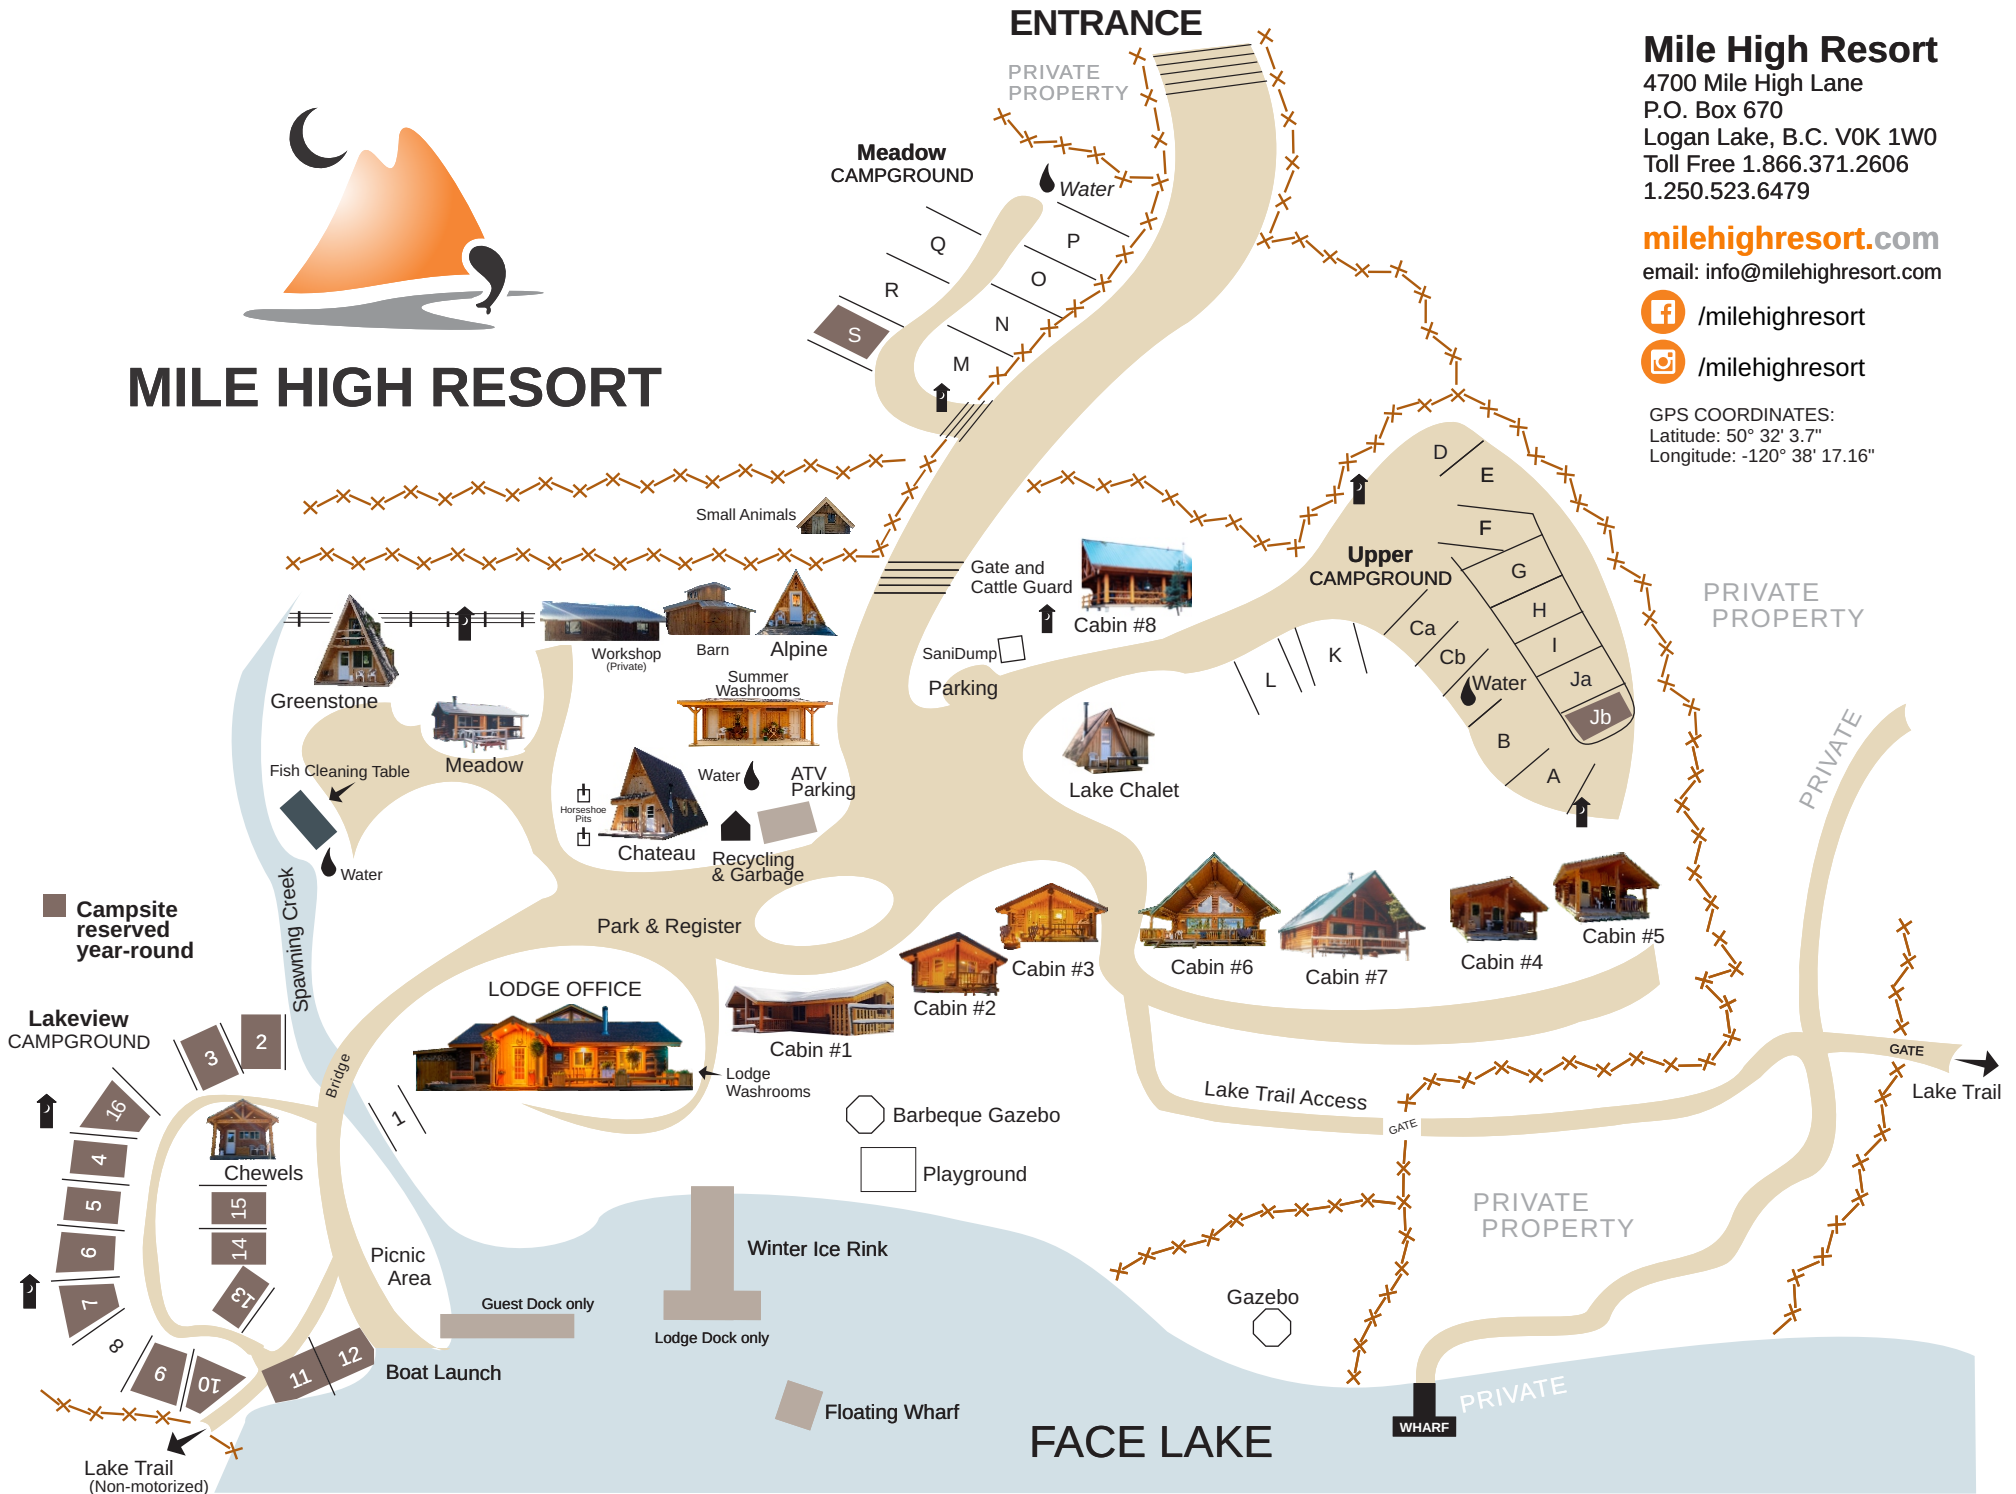 ENTRANCE
PRIVATE
PROPERTY
Mile High Resort
4700 Mile High Lane
P.O. Box 670
Logan Lake, B.C. V0K 1W0
Toll Free 1.866.371.2606
1.250.523.6479
milehighresort.com
email: info@milehighresort.com
/milehighresort
/milehighresort
GPS COORDINATES:
Latitude: 50° 32' 3.7"
Longitude: -120° 38' 17.16"
MILE HIGH RESORT
Meadow
CAMPGROUND
Water
Q
P
R
O
S
N
M
Small Animals
Gate and
Cattle Guard
Cabin #8
SaniDump
Parking
Upper
CAMPGROUND
D
E
F
G
H
I
Ja
Jb
Ca
Cb
Water
B
A
K
L
PRIVATE
PROPERTY
PRIVATE
Greenstone
Workshop
(Private)
Barn
Alpine
Summer
Washrooms
Meadow
Fish Cleaning Table
Water
Horseshoe
Pits
Chateau
Water
ATV
Parking
Recycling
& Garbage
Lake Chalet
Spawning Creek
Campsite
reserved
year-round
Park & Register
LODGE OFFICE
Lodge
Washrooms
Cabin #1
Cabin #2
Cabin #3
Cabin #6
Cabin #7
Cabin #4
Cabin #5
Lakeview
CAMPGROUND
3
2
16
4
5
6
7
8
9
10
11
12
13
14
15
1
Chewels
Bridge
Barbeque Gazebo
Playground
Lake Trail Access
GATE
GATE
Lake Trail
PRIVATE
PROPERTY
Picnic
Area
Guest Dock only
Winter Ice Rink
Lodge Dock only
Boat Launch
Floating Wharf
Gazebo
FACE LAKE
WHARF
PRIVATE
Lake Trail
(Non-motorized)